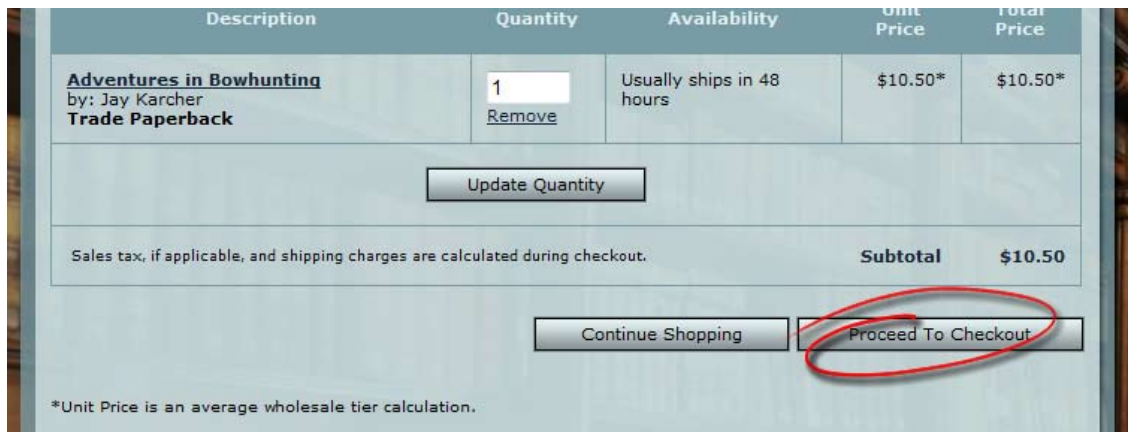 Description Quantity Availability Unit Price Total Price
Adventures in Bowhunting
by: Jay Karcher
Trade Paperback
1
Remove
Usually ships in 48
hours
$10.50* $10.50*
Update Quantity
Sales tax, if applicable, and shipping charges are calculated during checkout. Subtotal $10.50
Continue Shopping Proceed To Checkout
*Unit Price is an average wholesale tier calculation.